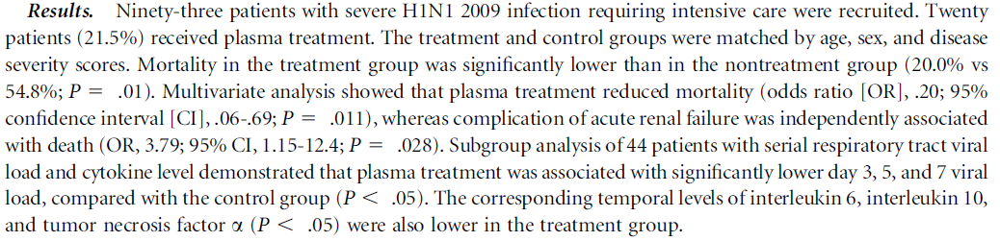 Results. Ninety-three patients with severe H1N1 2009 infection requiring intensive care were recruited. Twenty
patients (21.5%) received plasma treatment. The treatment and control groups were matched by age, sex, and disease
severity scores. Mortality in the treatment group was significantly lower than in the nontreatment group (20.0% vs
54.8%; P = .01). Multivariate analysis showed that plasma treatment reduced mortality (odds ratio [OR], .20; 95%
confidence interval [CI], .06-.69; P = .011), whereas complication of acute renal failure was independently associated
with death (OR, 3.79; 95% CI, 1.15-12.4; P = .028). Subgroup analysis of 44 patients with serial respiratory tract viral
load and cytokine level demonstrated that plasma treatment was associated with significantly lower day 3, 5, and 7 viral
load, compared with the control group (P < .05). The corresponding temporal levels of interleukin 6, interleukin 10,
and tumor necrosis factor α (P < .05) were also lower in the treatment group.